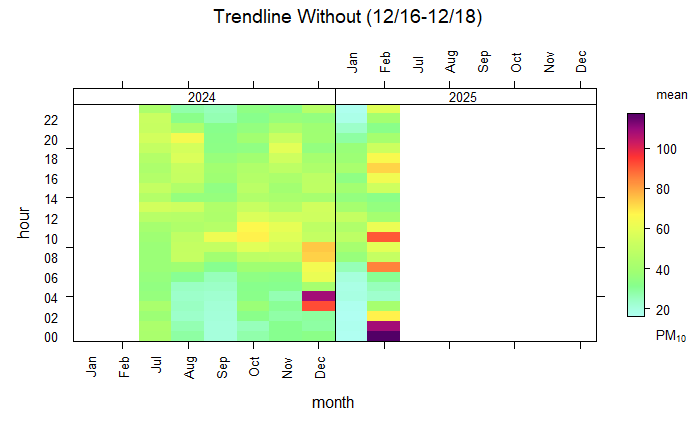 Trendline Without (12/16-12/18)
Jan Feb Jul Aug Sep Oct Nov Dec
2024 2025
mean
22
20
18
16
14
12
10
08
06
04
02
00
hour
100
80
60
40
20
PM10
Jan Feb Jul Aug Sep Oct Nov Dec
month